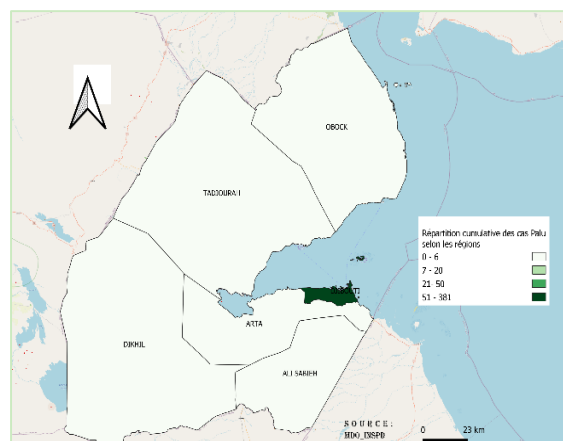 OBOCK
TADJOURAH
Répartition cumulative des cas Palu
selon les régions
0 - 6
7 - 20
21 - 50
51 - 381
ARTA
DIKHIL
ALI SABIEH
SOURCE:
HDO_INSPD
0 23 km